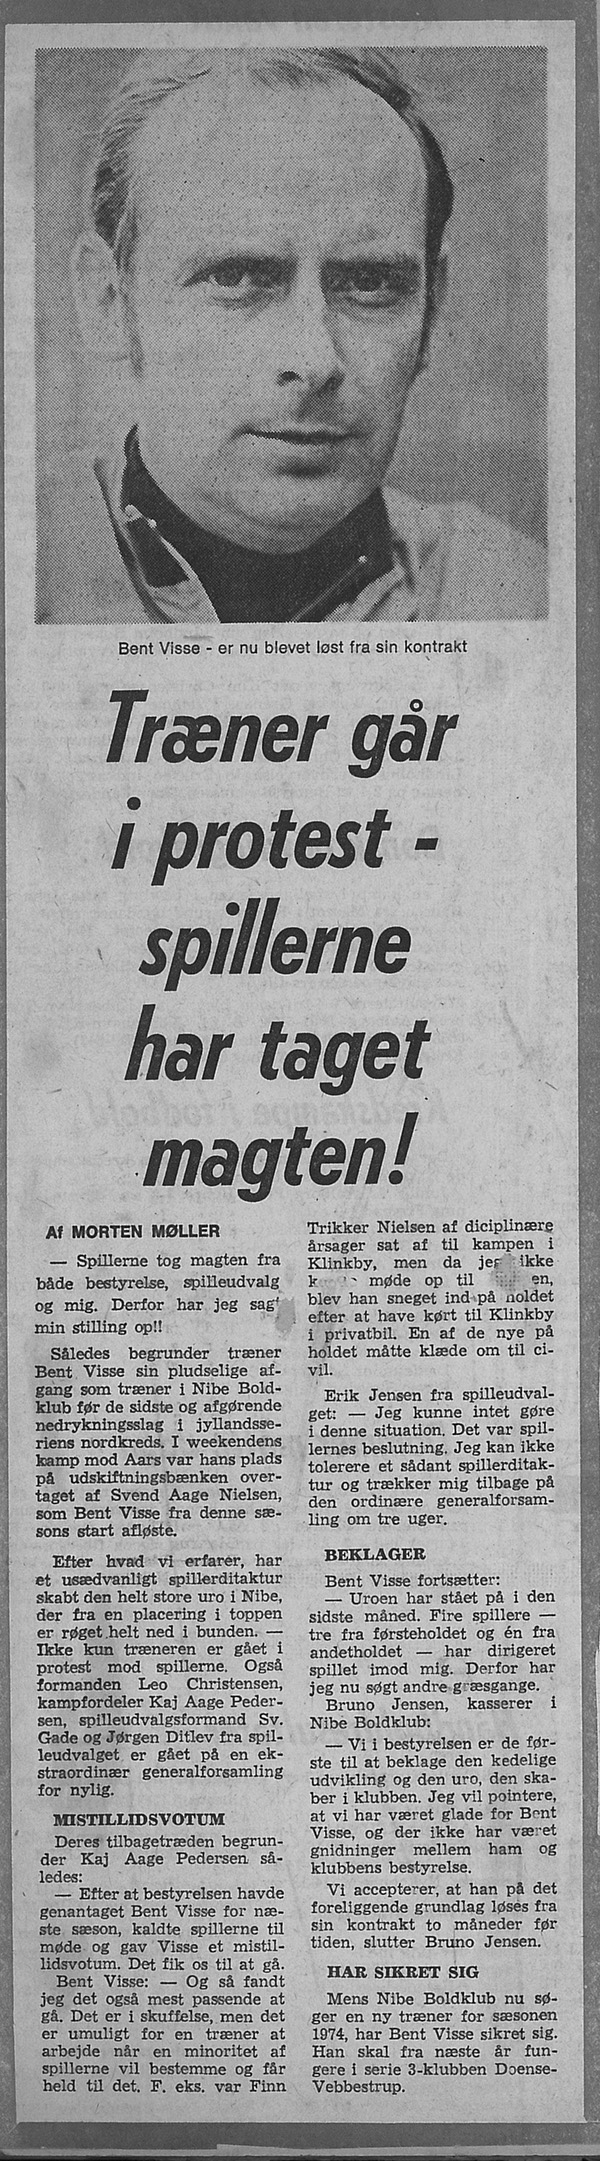 Bent Visse - er nu blevet løst fra sin kontrakt
Træner går
i protest -
spillerne
har taget
magten!
Af MORTEN MØLLER
— Spillerne tog magten fra
både bestyrelse, spilleudvalg
og mig. Derfor har jeg sagt
min stilling op!!
Således begrunder træner
Bent Visse sin pludselige af-
gang som træner i Nibe Bold-
klub før de sidste og afgørende
nedrykningsslag i jyllandsse-
riens nordkreds. I weekendens
kamp mod Aars var hans plads
på udskiftningsbænken over-
taget af Svend Aage Nielsen,
som Bent Visse fra denne sæ-
sons start afløste.
Efter hvad vi erfarer, har
et usædvanligt spillerditaktur
skabt den helt store uro i Nibe,
der fra en placering i toppen
er røget helt ned i bunden. —
Ikke kun træneren er gået i
protest mod spillerne. Også
formanden Leo Christensen,
kampfordeler Kaj Aage Peder-
sen, spilleudvalgsformand Sv.
Gade og Jørgen Ditlev fra spil-
leudvalget er gået på en ek-
straordinær generalforsamling
for nylig.
MISTILLIDSVOTUM
Deres tilbagetræden begrun-
der Kaj Aage Pedersen så-
ledes:
— Efter at bestyrelsen havde
genantaget Bent Visse for næ-
ste sæson, kaldte spillerne til
møde og gav Visse et mistil-
lidsvotum. Det fik os til at gå.
Bent Visse: — Og så fandt
jeg det også mest passende at
gå. Det er i skuffelse, men det
er umuligt for en træner at
arbejde når en minoritet af
spillerne vil bestemme og får
held til det. F. eks. var Finn
Trikker Nielsen af diciplinære
årsager sat af til kampen i
Klinkby, men da jeg ikke
møde op til
blev han sneget ind på holdet
efter at have kørt til Klinkby
i privatbil. En af de nye på
holdet måtte klæde om til ci-
vil.
Erik Jensen fra spilleudval-
get: — Jeg kunne intet gøre
i denne situation. Det var spil-
lernes beslutning. Jeg kan ikke
tolerere et sådant spillerditak-
tur og trækker mig tilbage på
den ordinære generalforsam-
ling om tre uger.
BEKLAGER
Bent Visse fortsætter:
— Uroen har stået på i den
sidste måned. Fire spillere —
tre fra førsteholdet og én fra
andetholdet — har dirigeret
spillet imod mig. Derfor har
jeg nu søgt andre græsgange.
Bruno Jensen, kasserer i
Nibe Boldklub:
— Vi i bestyrelsen er de før-
ste til at beklage den kedelige
udvikling og den uro, den ska-
ber i klubben. Jeg vil pointere,
at vi har været glade for Bent
Visse, og der ikke har været
gnidninger mellem ham og
klubbens bestyrelse.
Vi accepterer, at han på det
foreliggende grundlag løses fra
sin kontrakt to måneder før
tiden, slutter Bruno Jensen.
HAR SIKRET SIG
Mens Nibe Boldklub nu sø-
ger en ny træner for sæsonen
1974, har Bent Visse sikret sig.
Han skal fra næste år fun-
gere i serie 3-klubben Doense-
Vebbestrup.